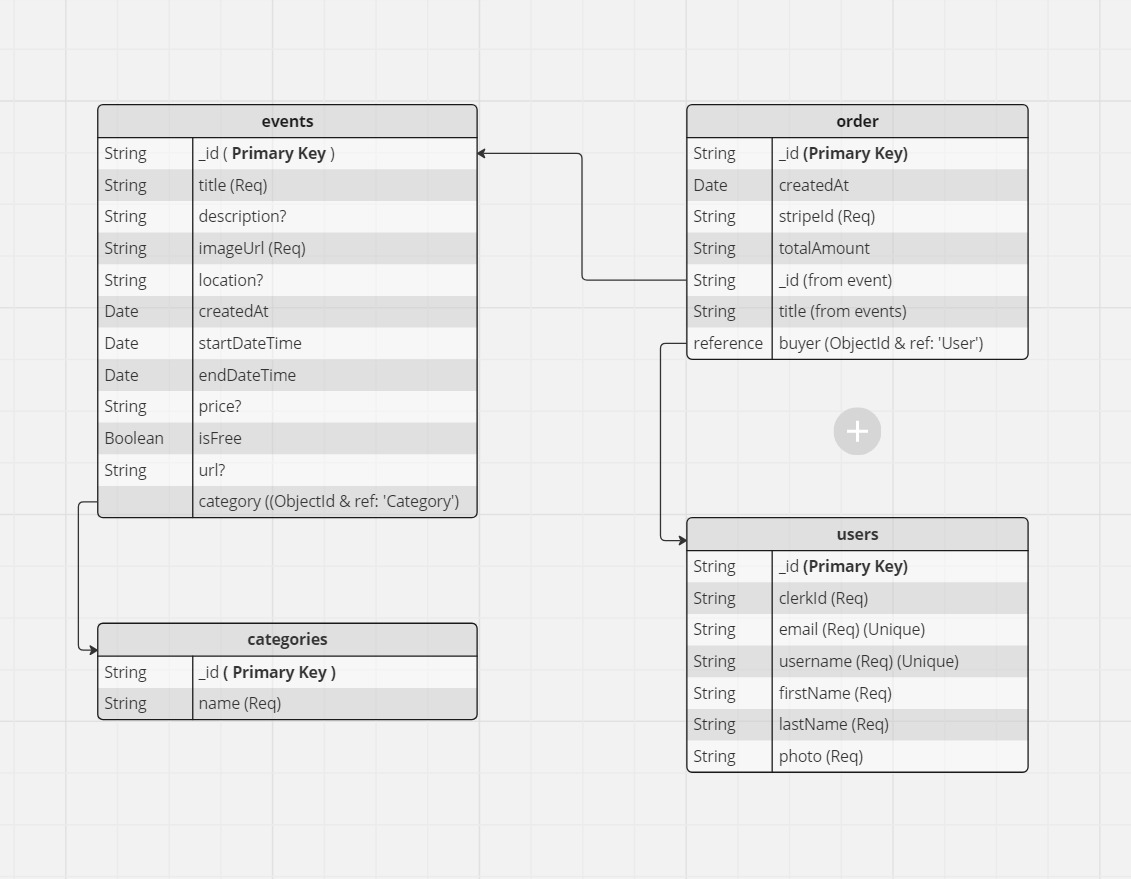 events
String _id ( Primary Key )
String title (Req)
String description?
String imageUrl (Req)
String location?
Date createdAt
Date startDateTime
Date endDateTime
String price?
Boolean isFree
String url?
category ((ObjectId & ref: 'Category')
categories
String _id ( Primary Key )
String name (Req)
order
String _id (Primary Key)
Date createdAt
String stripeId (Req)
String totalAmount
String _id (from event)
String title (from events)
reference buyer (ObjectId & ref: 'User')
users
String _id (Primary Key)
String clerkId (Req)
String email (Req) (Unique)
String username (Req) (Unique)
String firstName (Req)
String lastName (Req)
String photo (Req)